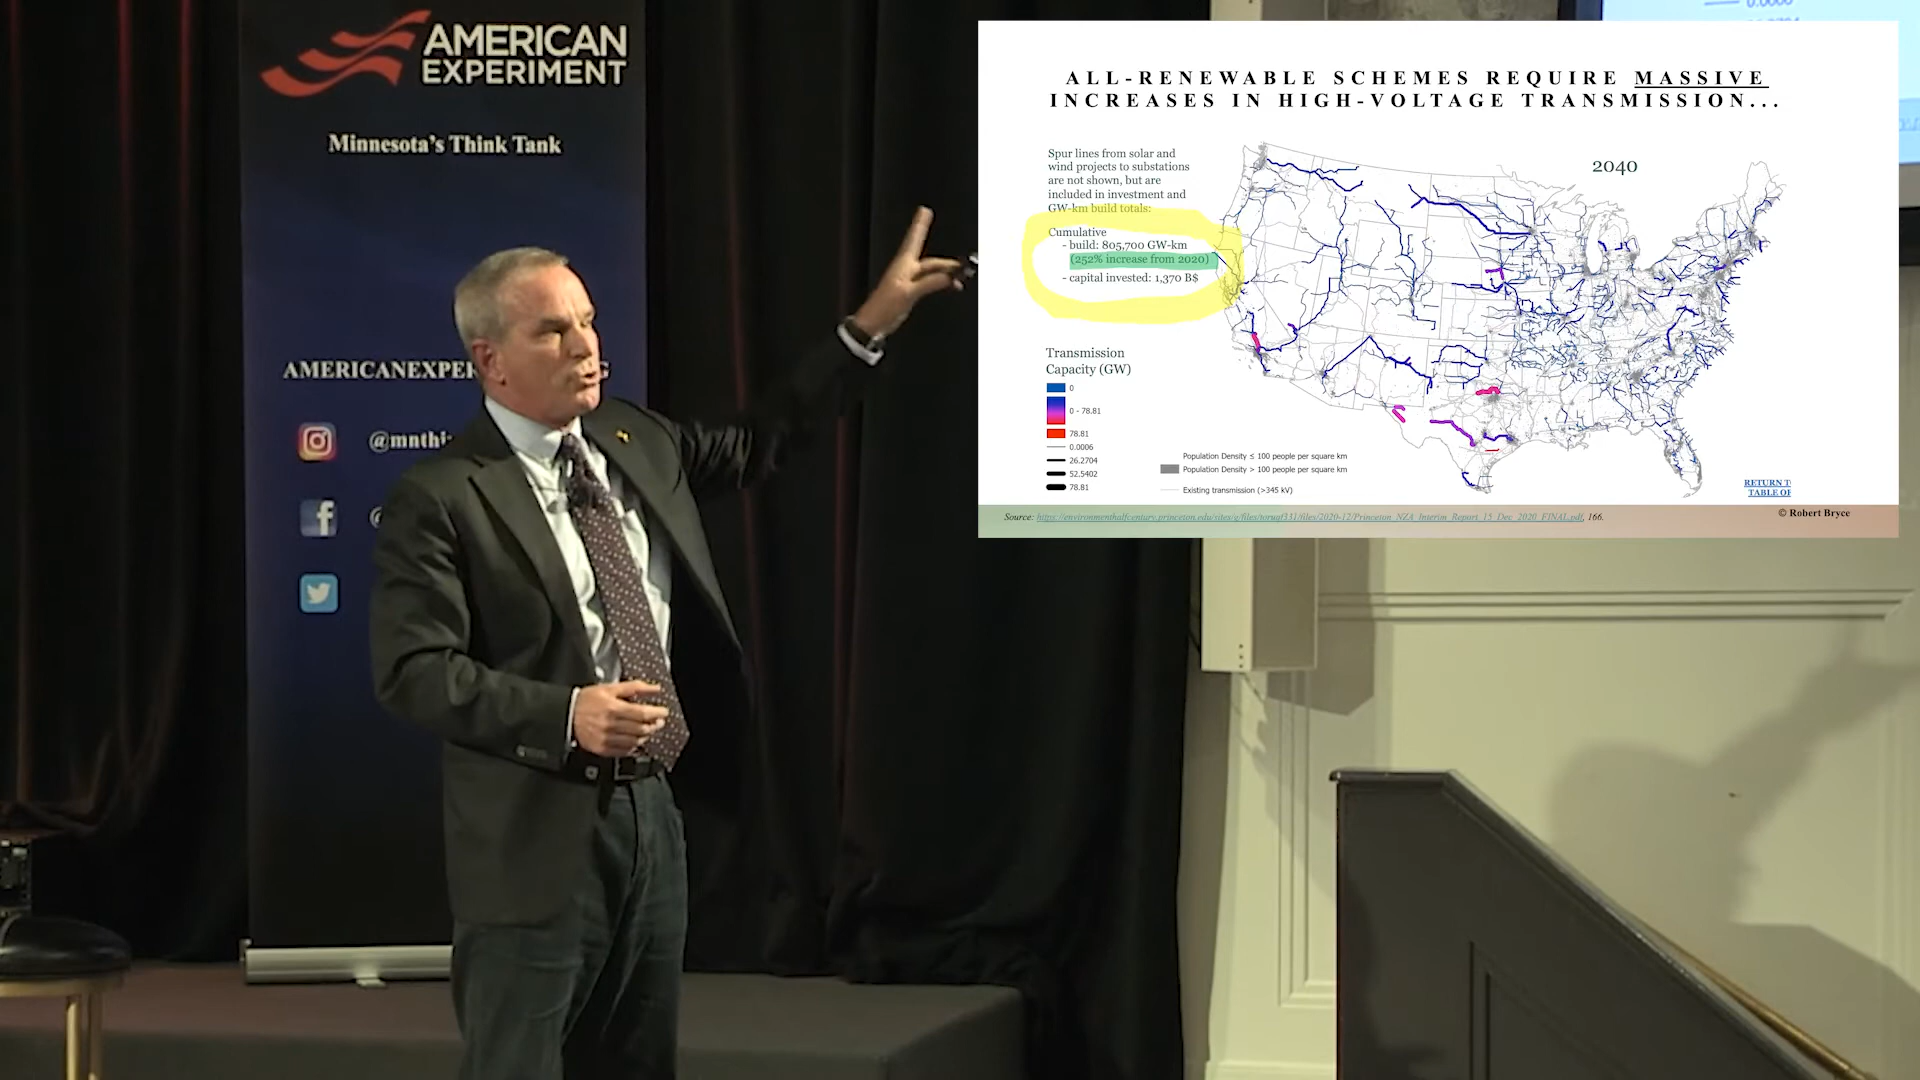 AMERICAN
EXPERIMENT
Minnesota's Think Tank
@
ALL-RENEWABLE SCHEMES REQUIRE MASSIVE
INCREASES IN HIGH-VOLTAGE TRANSMISSION...
Spur lines from solar and
wind projects to substations
are not shown, but are
included in investment and
GW-km build totals:
Cumulative
- build: 805,700 GW-km
(252% increase from 2020)
- capital invested: 1,370 B$
2040
Transmission
Capacity (GW)
0
0 - 78.81
78.81
0.0006
26.2704
52.5402
78.81
Population Density ≤ 100 people per square km
Population Density > 100 people per square km
Existing transmission (>345 kV)
RETURN
TABLE
Source: 166.
© Robert Bryce